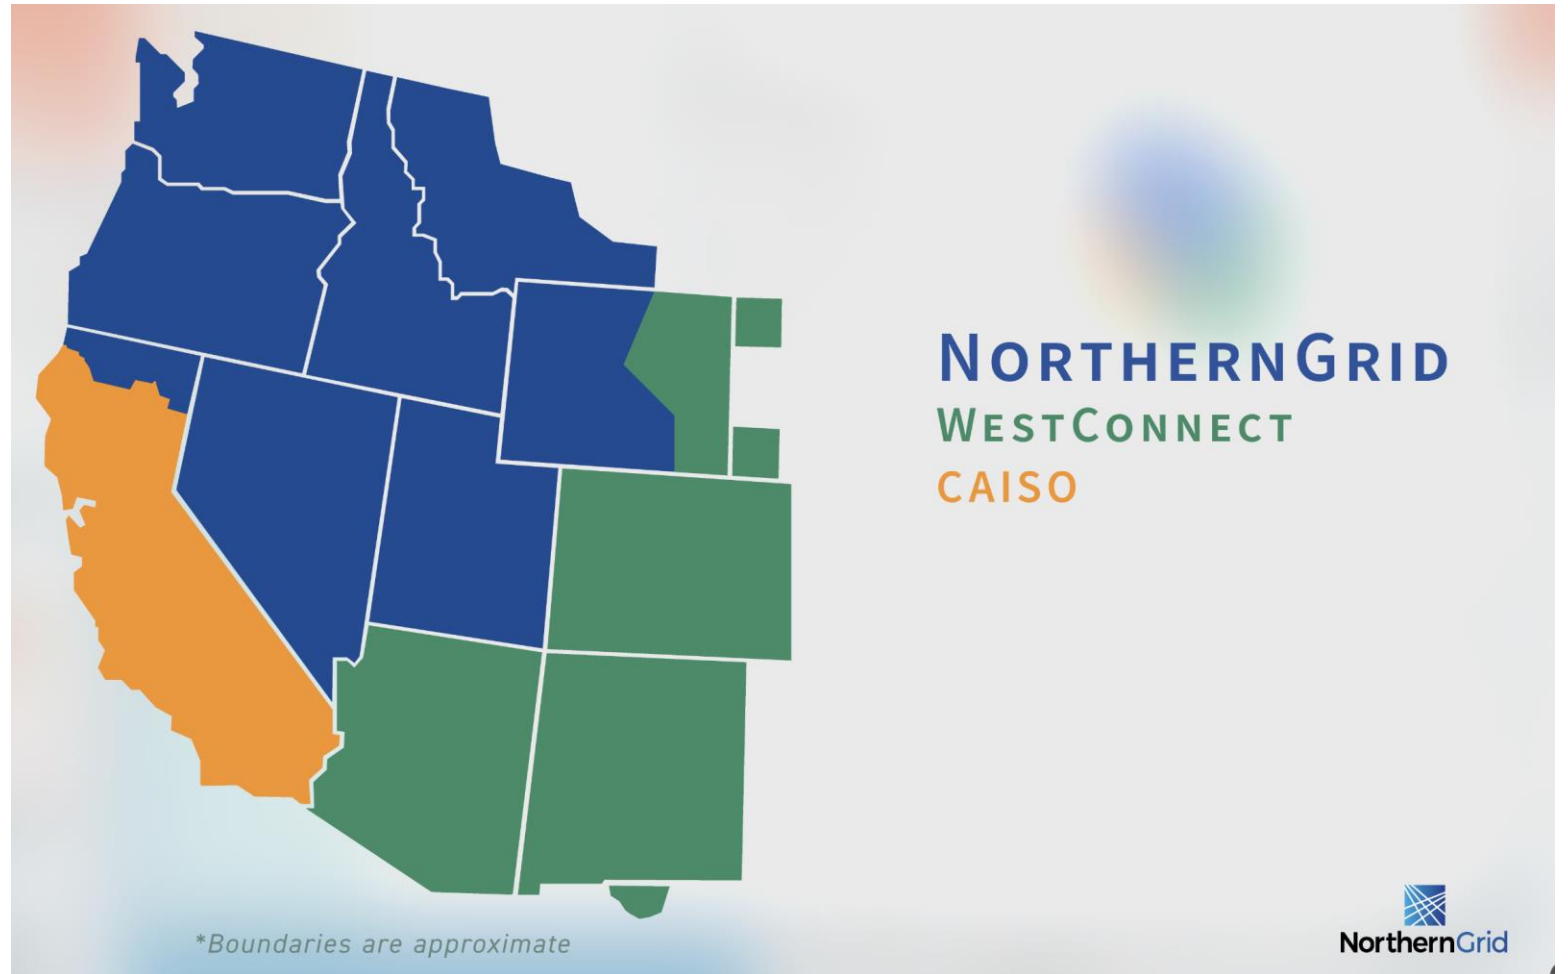 NorthernGrid
WestConnect
CAISO
*Boundaries are approximate
NorthernGrid